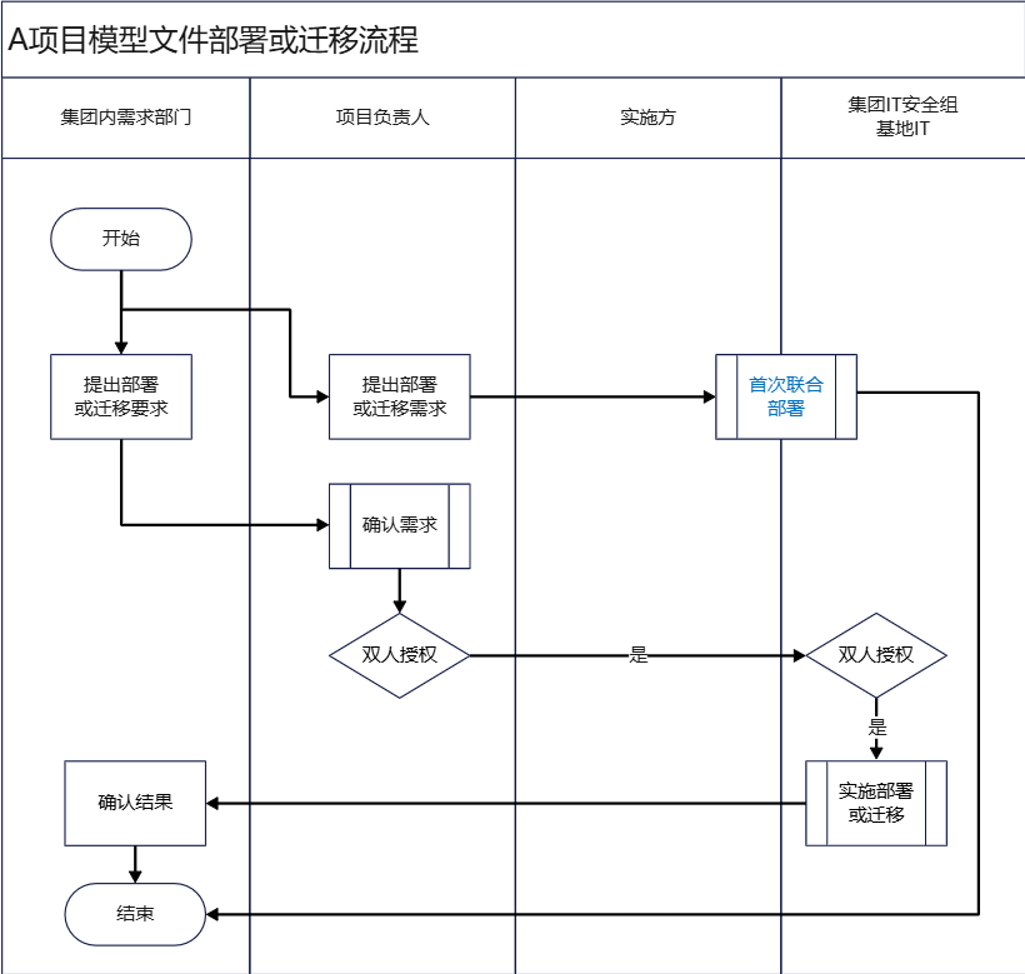 A项目模型文件部署或迁移流程
集团内需求部门
项目负责人
实施方
集团IT安全组
基地IT
开始
提出部署
或迁移要求
提出部署
或迁移需求
首次联合
部署
确认需求
双人授权
是
双人授权
是
确认结果
实施部署
或迁移
结束